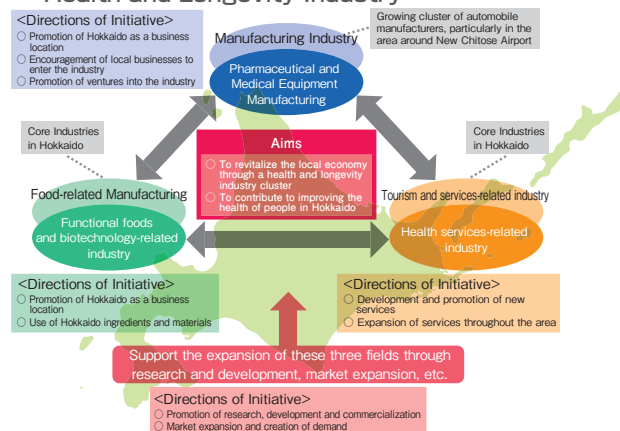 Health and Longevity Industry
<Directions of Initiative>
○ Promotion of Hokkaido as a business
location
○ Encouragement of local businesses to
enter the industry
○ Promotion of ventures into the industry
Manufacturing Industry
Pharmaceutical and
Medical Equipment
Manufacturing
Growing cluster of automobile
manufacturers, particularly in the
area around New Chitose Airport
Core Industries
in Hokkaido
Aims
○ To revitalize the local economy
through a health and longevity
industry cluster
○ To contribute to improving the
health of people in Hokkaido
Core Industries
in Hokkaido
Food-related Manufacturing
Functional foods
and biotechnology-related
industry
Tourism and services-related industry
Health services-related
industry
<Directions of Initiative>
○ Promotion of Hokkaido as a business
location
○ Use of Hokkaido ingredients and materials
<Directions of Initiative>
○ Development and promotion of new
services
○ Expansion of services throughout the area
Support the expansion of these three fields through
research and development, market expansion, etc.
<Directions of Initiative>
○ Promotion of research, development and commercialization
○ Market expansion and creation of demand